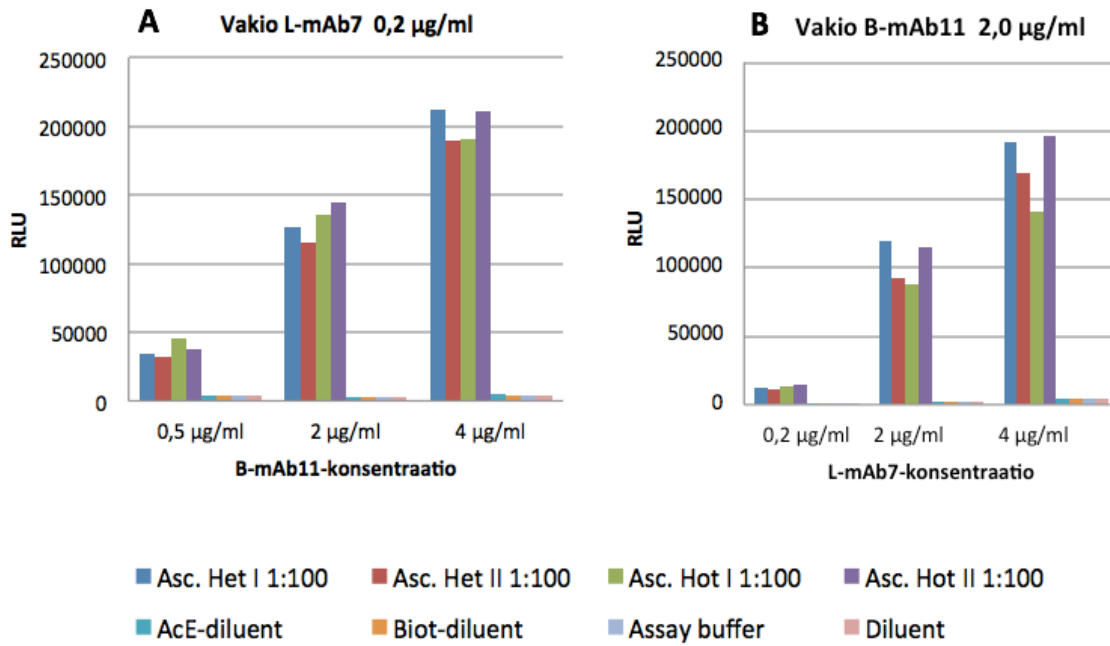 A Vakio L-mAb7 0,2 µg/ml
250000
200000
150000
100000
50000
0
RLU
0,5 µg/ml 2 µg/ml 4 µg/ml
B-mAb11-konsentraatio
B Vakio B-mAb11 2,0 µg/ml
250000
200000
150000
100000
50000
0
RLU
0,2 µg/ml 2 µg/ml 4 µg/ml
L-mAb7-konsentraatio
Asc. Het I 1:100 Asc. Het II 1:100 Asc. Hot I 1:100 Asc. Hot II 1:100
AcE-diluent Biot-diluent Assay buffer Diluent